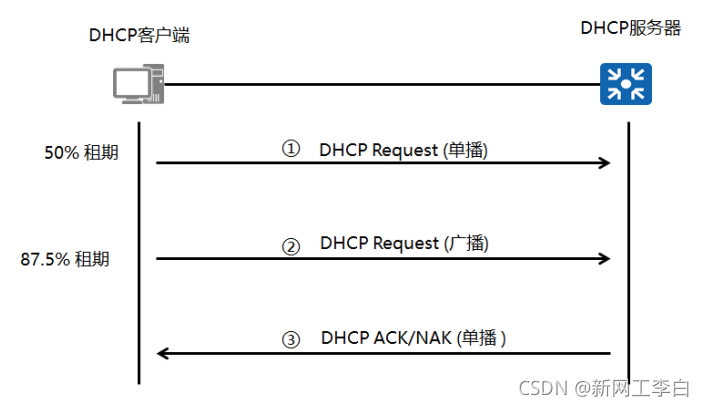 DHCP客户端
DHCP服务器
50% 租期
① DHCP Request (单播)
② DHCP Request (广播)
87.5% 租期
③ DHCP ACK/NAK (单播 )
CSDN @新网工李白